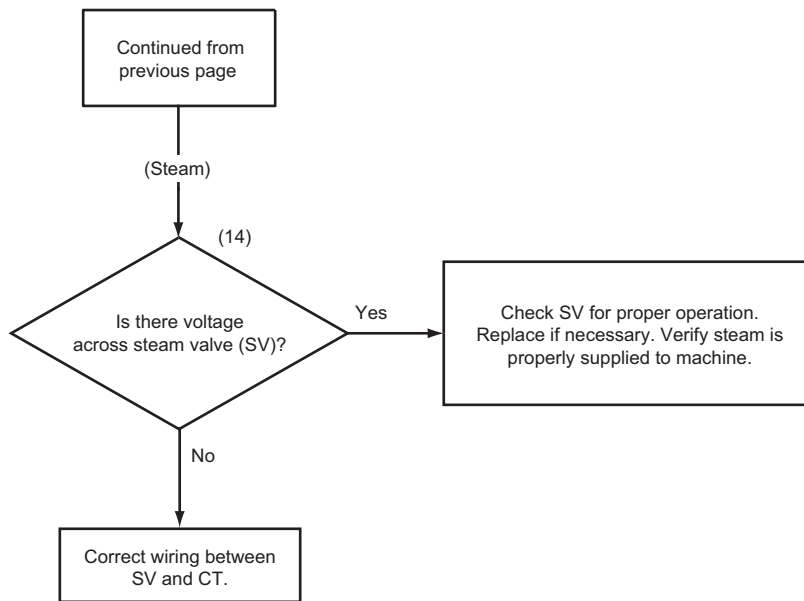 Continued from
previous page
(Steam)
(14)
Is there voltage
across steam valve (SV)?
Yes
Check SV for proper operation.
Replace if necessary. Verify steam is
properly supplied to machine.
No
Correct wiring between
SV and CT.